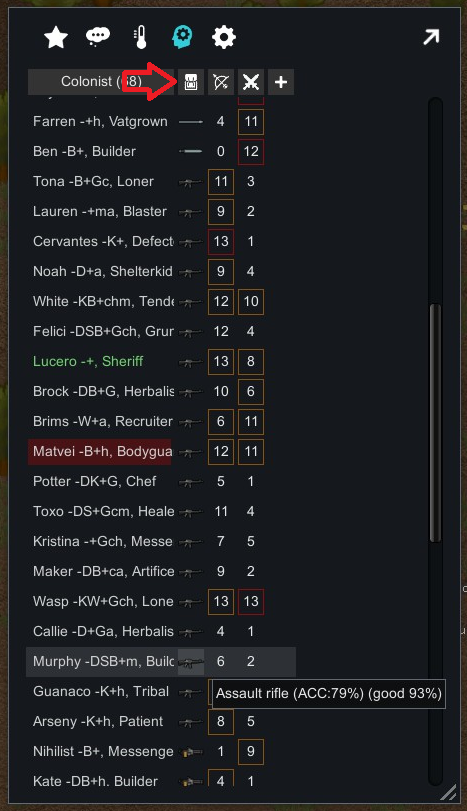 Colonist (68)
Farren -+h, Vatgrown 4 11
Ben -B+, Builder 0 12
Tona -B+Gc, Loner 11 3
Lauren -+ma, Blaster 9 2
Cervantes -K+, Defect 13 1
Noah -D+a, Shelterkid 9 4
White -KB+chm, Tende 12 10
Felici -DSB+Gch, Grun 12 4
Lucero -+, Sheriff 13 8
Brock -DB+G, Herbalis 10 6
Brims -W+a, Recruiter 6 11
Matvei -B+h, Bodygua 12 11
Potter -DK+G, Chef 5 1
Toxo -DS+Gcm, Heale 11 4
Kristina -+Gch, Messe 7 5
Maker -DB+ca, Artifice 9 2
Wasp -KW+Gch, Lone 13 13
Callie -D+Ga, Herbalis 4 1
Murphy -DSB+m, Builc 6 2
Guanaco -K+h, Tribal
Assault rifle (ACC:79%) (good 93%)
Arseny -K+h, Patient 8 5
Nihilist -B+, Messenge 1 9
Kate -DB+h. Builder 4 1